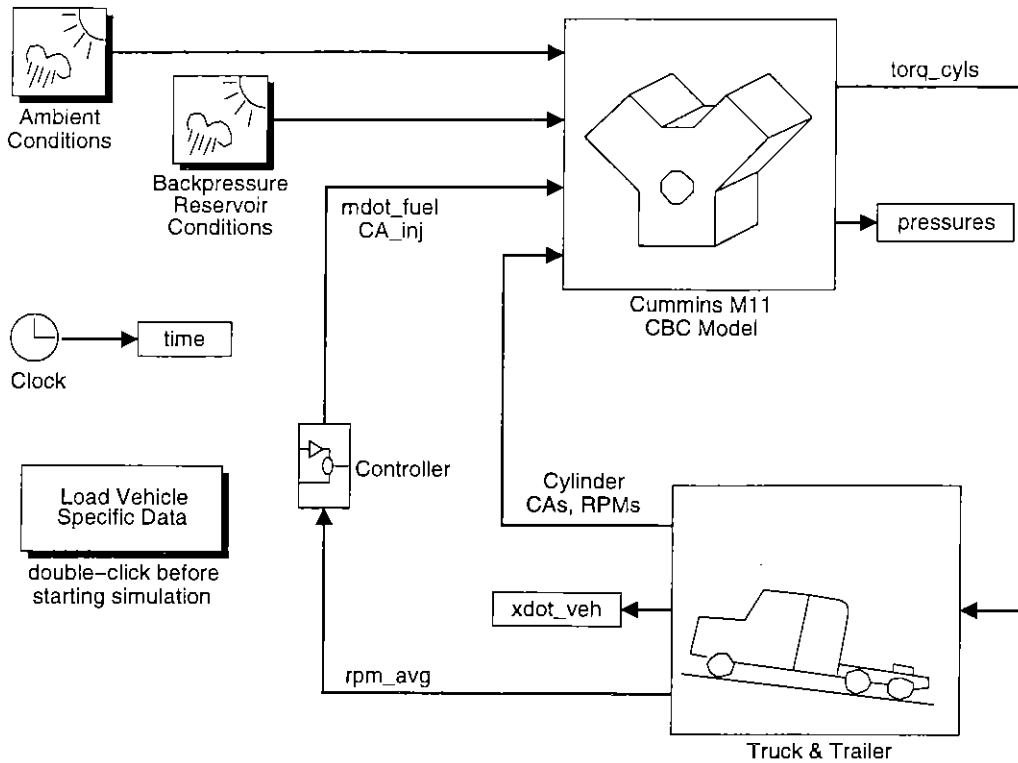 torq_cyls
Ambient
Conditions
Backpressure
Reservoir
Conditions
mdot_fuel
CA_inj
pressures
Cummins M11
CBC Model
time
Clock
Controller
Cylinder
CAs, RPMs
Load Vehicle
Specific Data
double-click before
starting simulation
xdot_veh
rpm_avg
Truck & Trailer